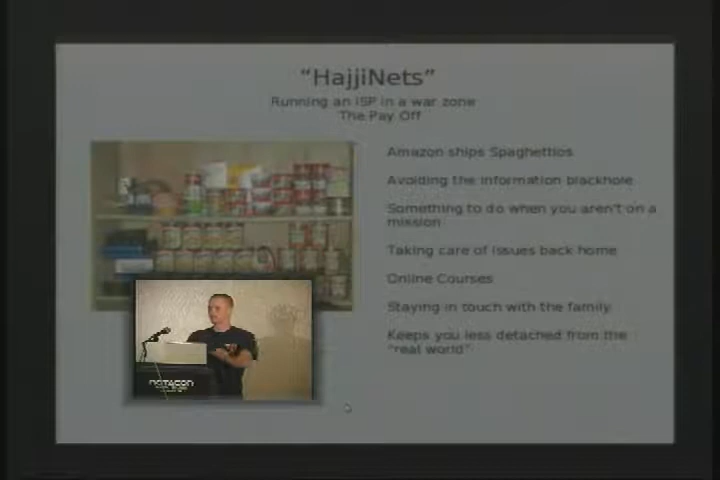 “HajjiNets”
Running an ISP in a war zone
The Pay Off
Amazon ships Spaghettios
Avoiding the information blackhole
Something to do when you aren't on a
mission
Taking care of issues back home
Online Courses
Staying in touch with the family
Keeps you less detached from the
“real world”
NOTACON